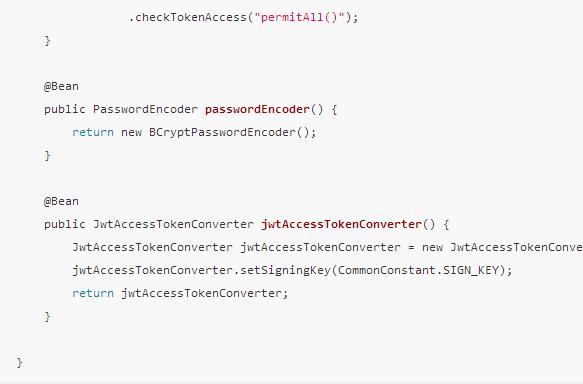 .checkTokenAccess("permitAll()");
}
@Bean
public PasswordEncoder passwordEncoder() {
return new BCryptPasswordEncoder();
}
@Bean
public JwtAccessTokenConverter jwtAccessTokenConverter() {
JwtAccessTokenConverter jwtAccessTokenConverter = new JwtAccessTokenConve
jwtAccessTokenConverter.setSigningKey(CommonConstant.SIGN_KEY);
return jwtAccessTokenConverter;
}
}